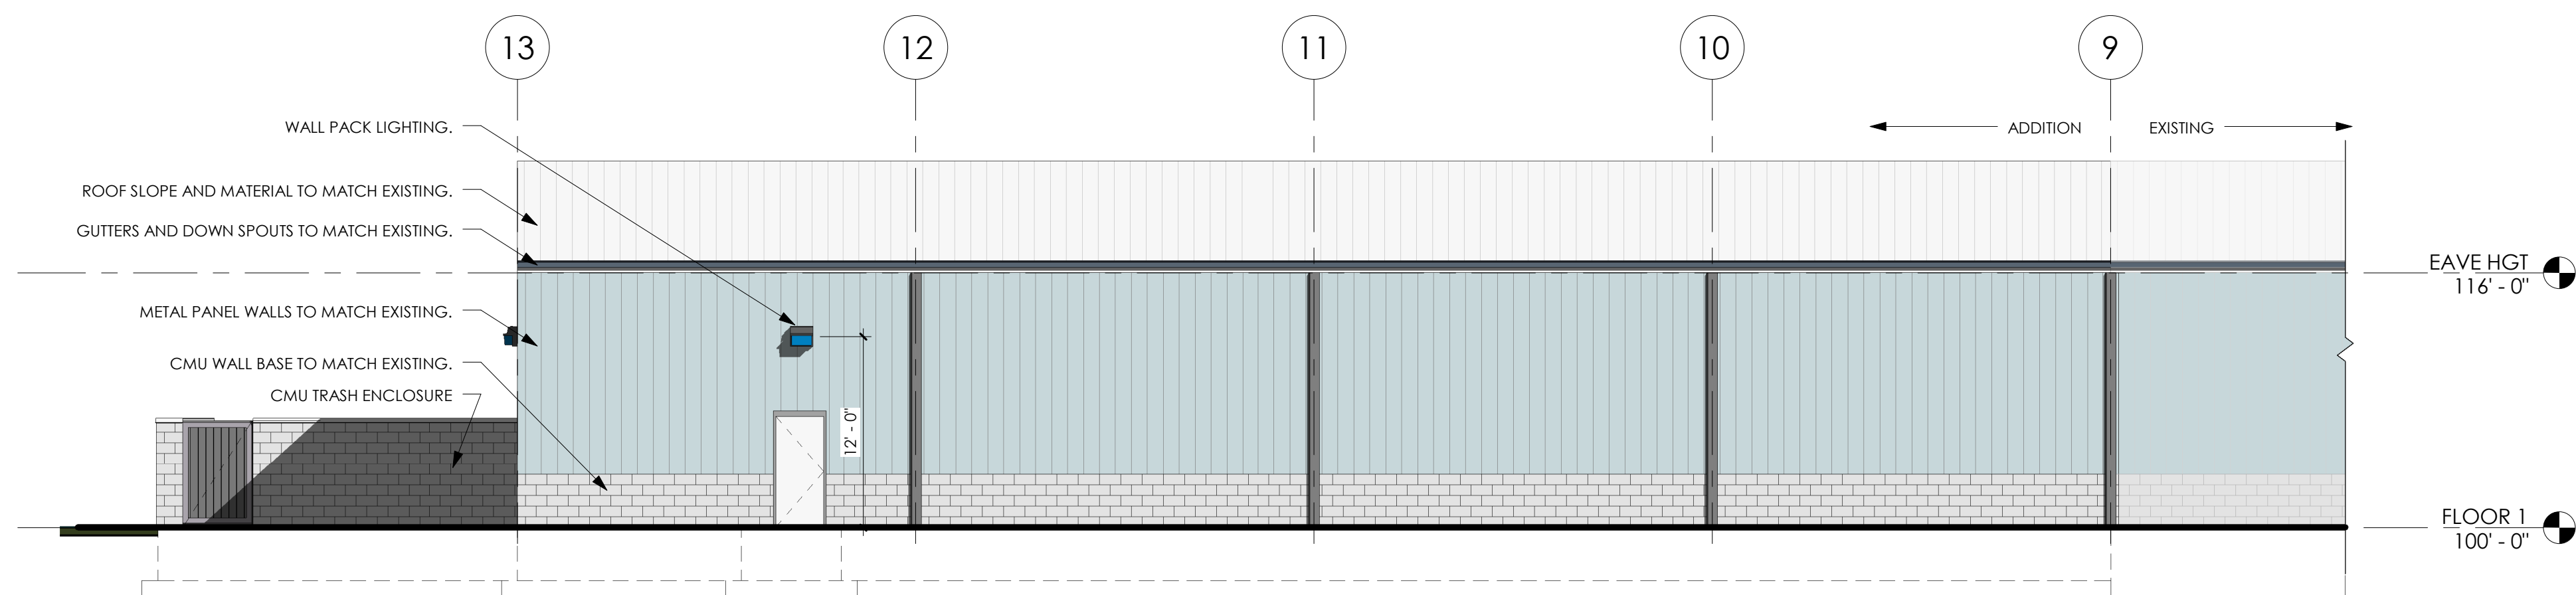 13
12
11
10
9
WALL PACK LIGHTING.
ADDITION
EXISTING
ROOF SLOPE AND MATERIAL TO MATCH EXISTING.
GUTTERS AND DOWN SPOUTS TO MATCH EXISTING.
EAVE HGT
116' - 0"
METAL PANEL WALLS TO MATCH EXISTING.
CMU WALL BASE TO MATCH EXISTING.
CMU TRASH ENCLOSURE
12' - 0"
FLOOR 1
100' - 0"